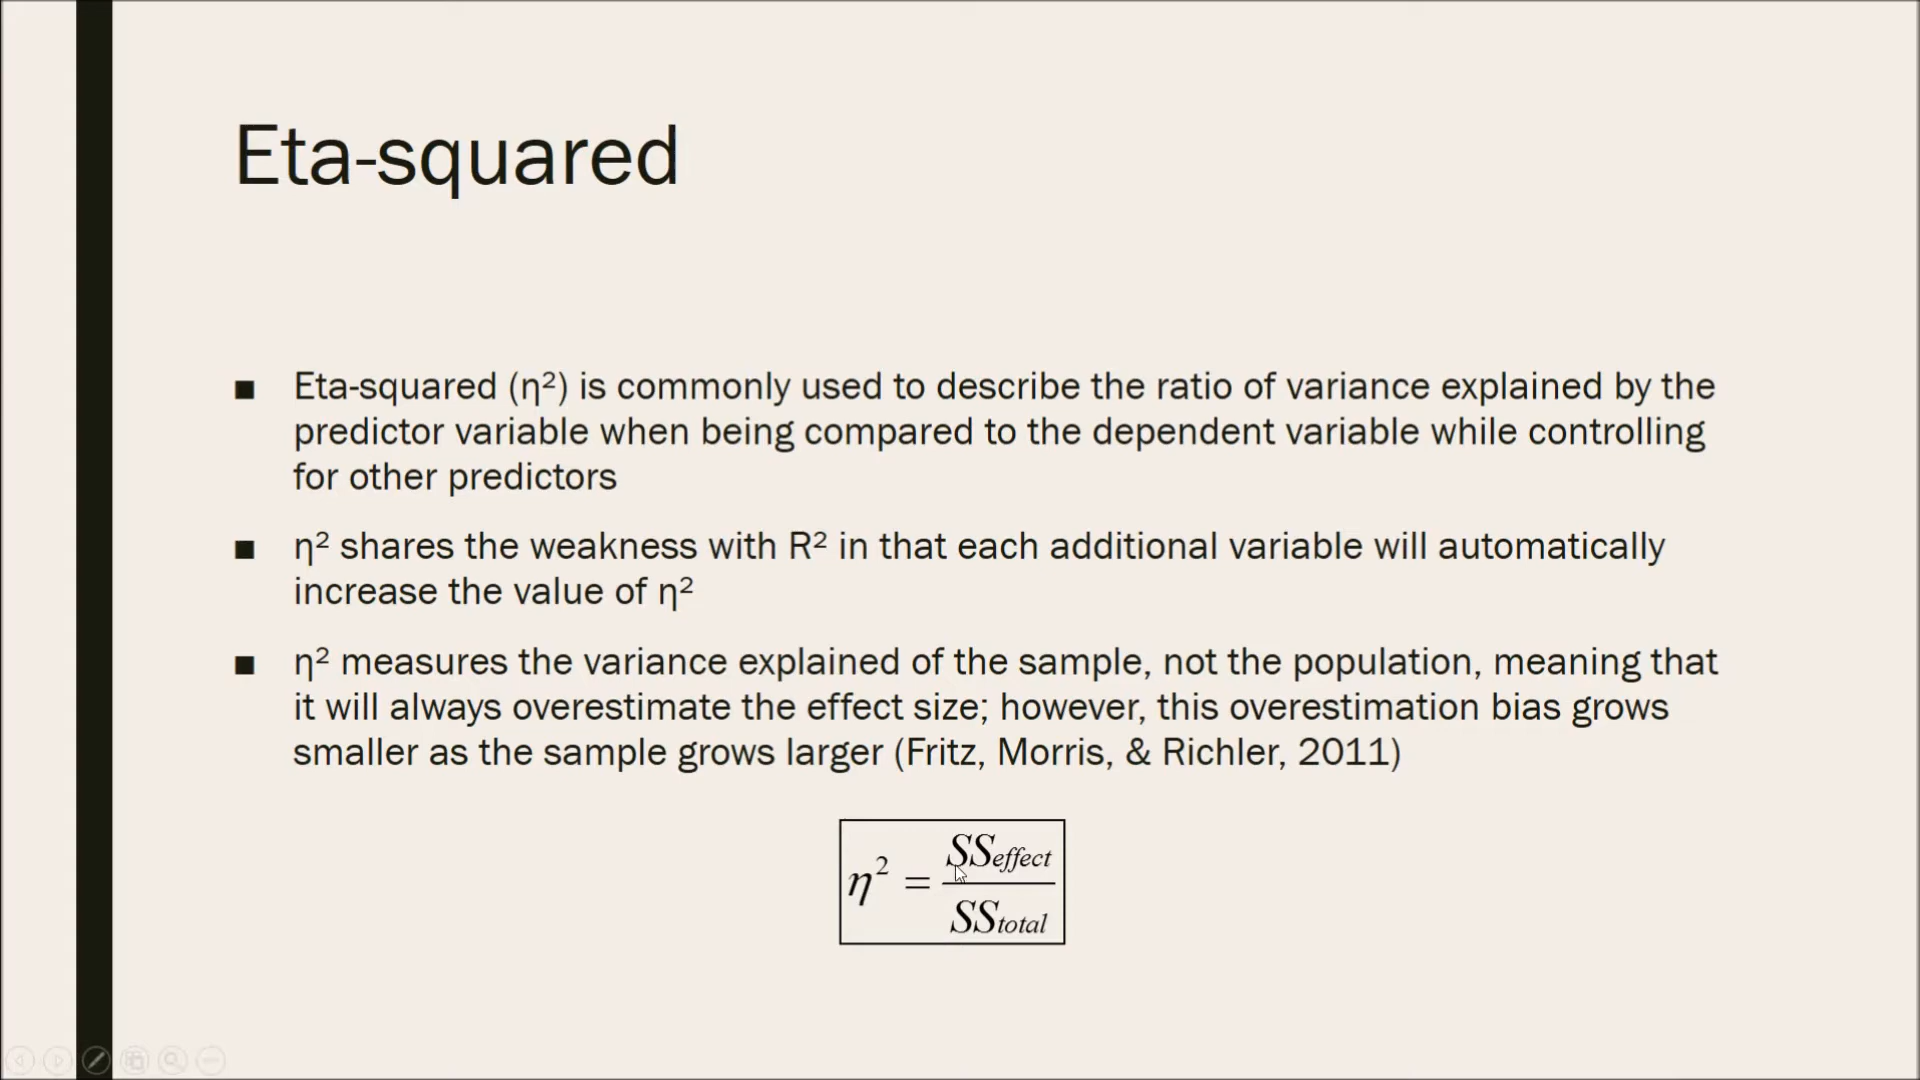 Eta-squared
■ Eta-squared (η²) is commonly used to describe the ratio of variance explained by the
predictor variable when being compared to the dependent variable while controlling
for other predictors
■ η² shares the weakness with R² in that each additional variable will automatically
increase the value of η²
■ η² measures the variance explained of the sample, not the population, meaning that
it will always overestimate the effect size; however, this overestimation bias grows
smaller as the sample grows larger (Fritz, Morris, & Richler, 2011)
η² = SSeffect / SStotal